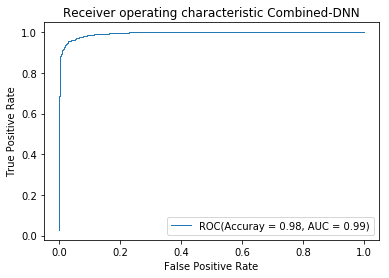 Receiver operating characteristic Combined-DNN
True Positive Rate
1.0
0.8
0.6
0.4
0.2
0.0
ROC(Accuray = 0.98, AUC = 0.99)
0.0 0.2 0.4 0.6 0.8 1.0
False Positive Rate